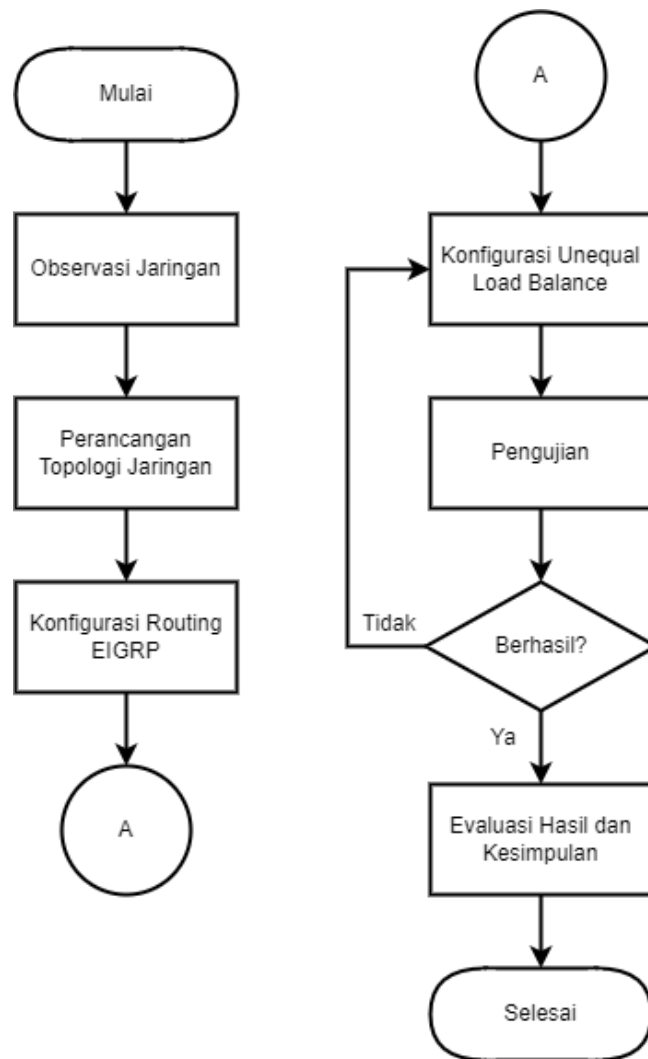 Mulai
Observasi Jaringan
Perancangan
Topologi Jaringan
Konfigurasi Routing
EIGRP
A
A
Konfigurasi Unequal
Load Balance
Pengujian
Berhasil?
Tidak
Ya
Evaluasi Hasil dan
Kesimpulan
Selesai